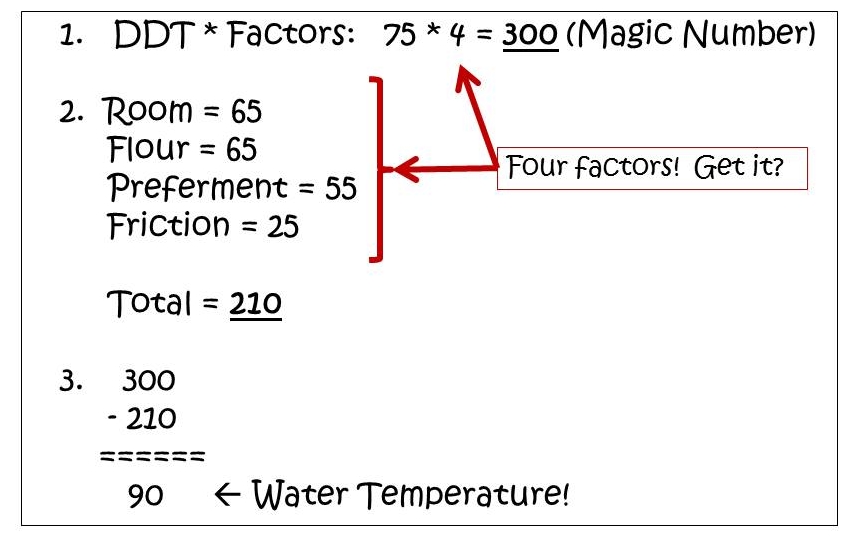 1. DDT * Factors: 75 * 4 = 300 (Magic Number)
2. Room = 65
Flour = 65
Preferment = 55
Friction = 25
Four factors! Get it?
Total = 210
3. 300
- 210
======
90 ← Water Temperature!